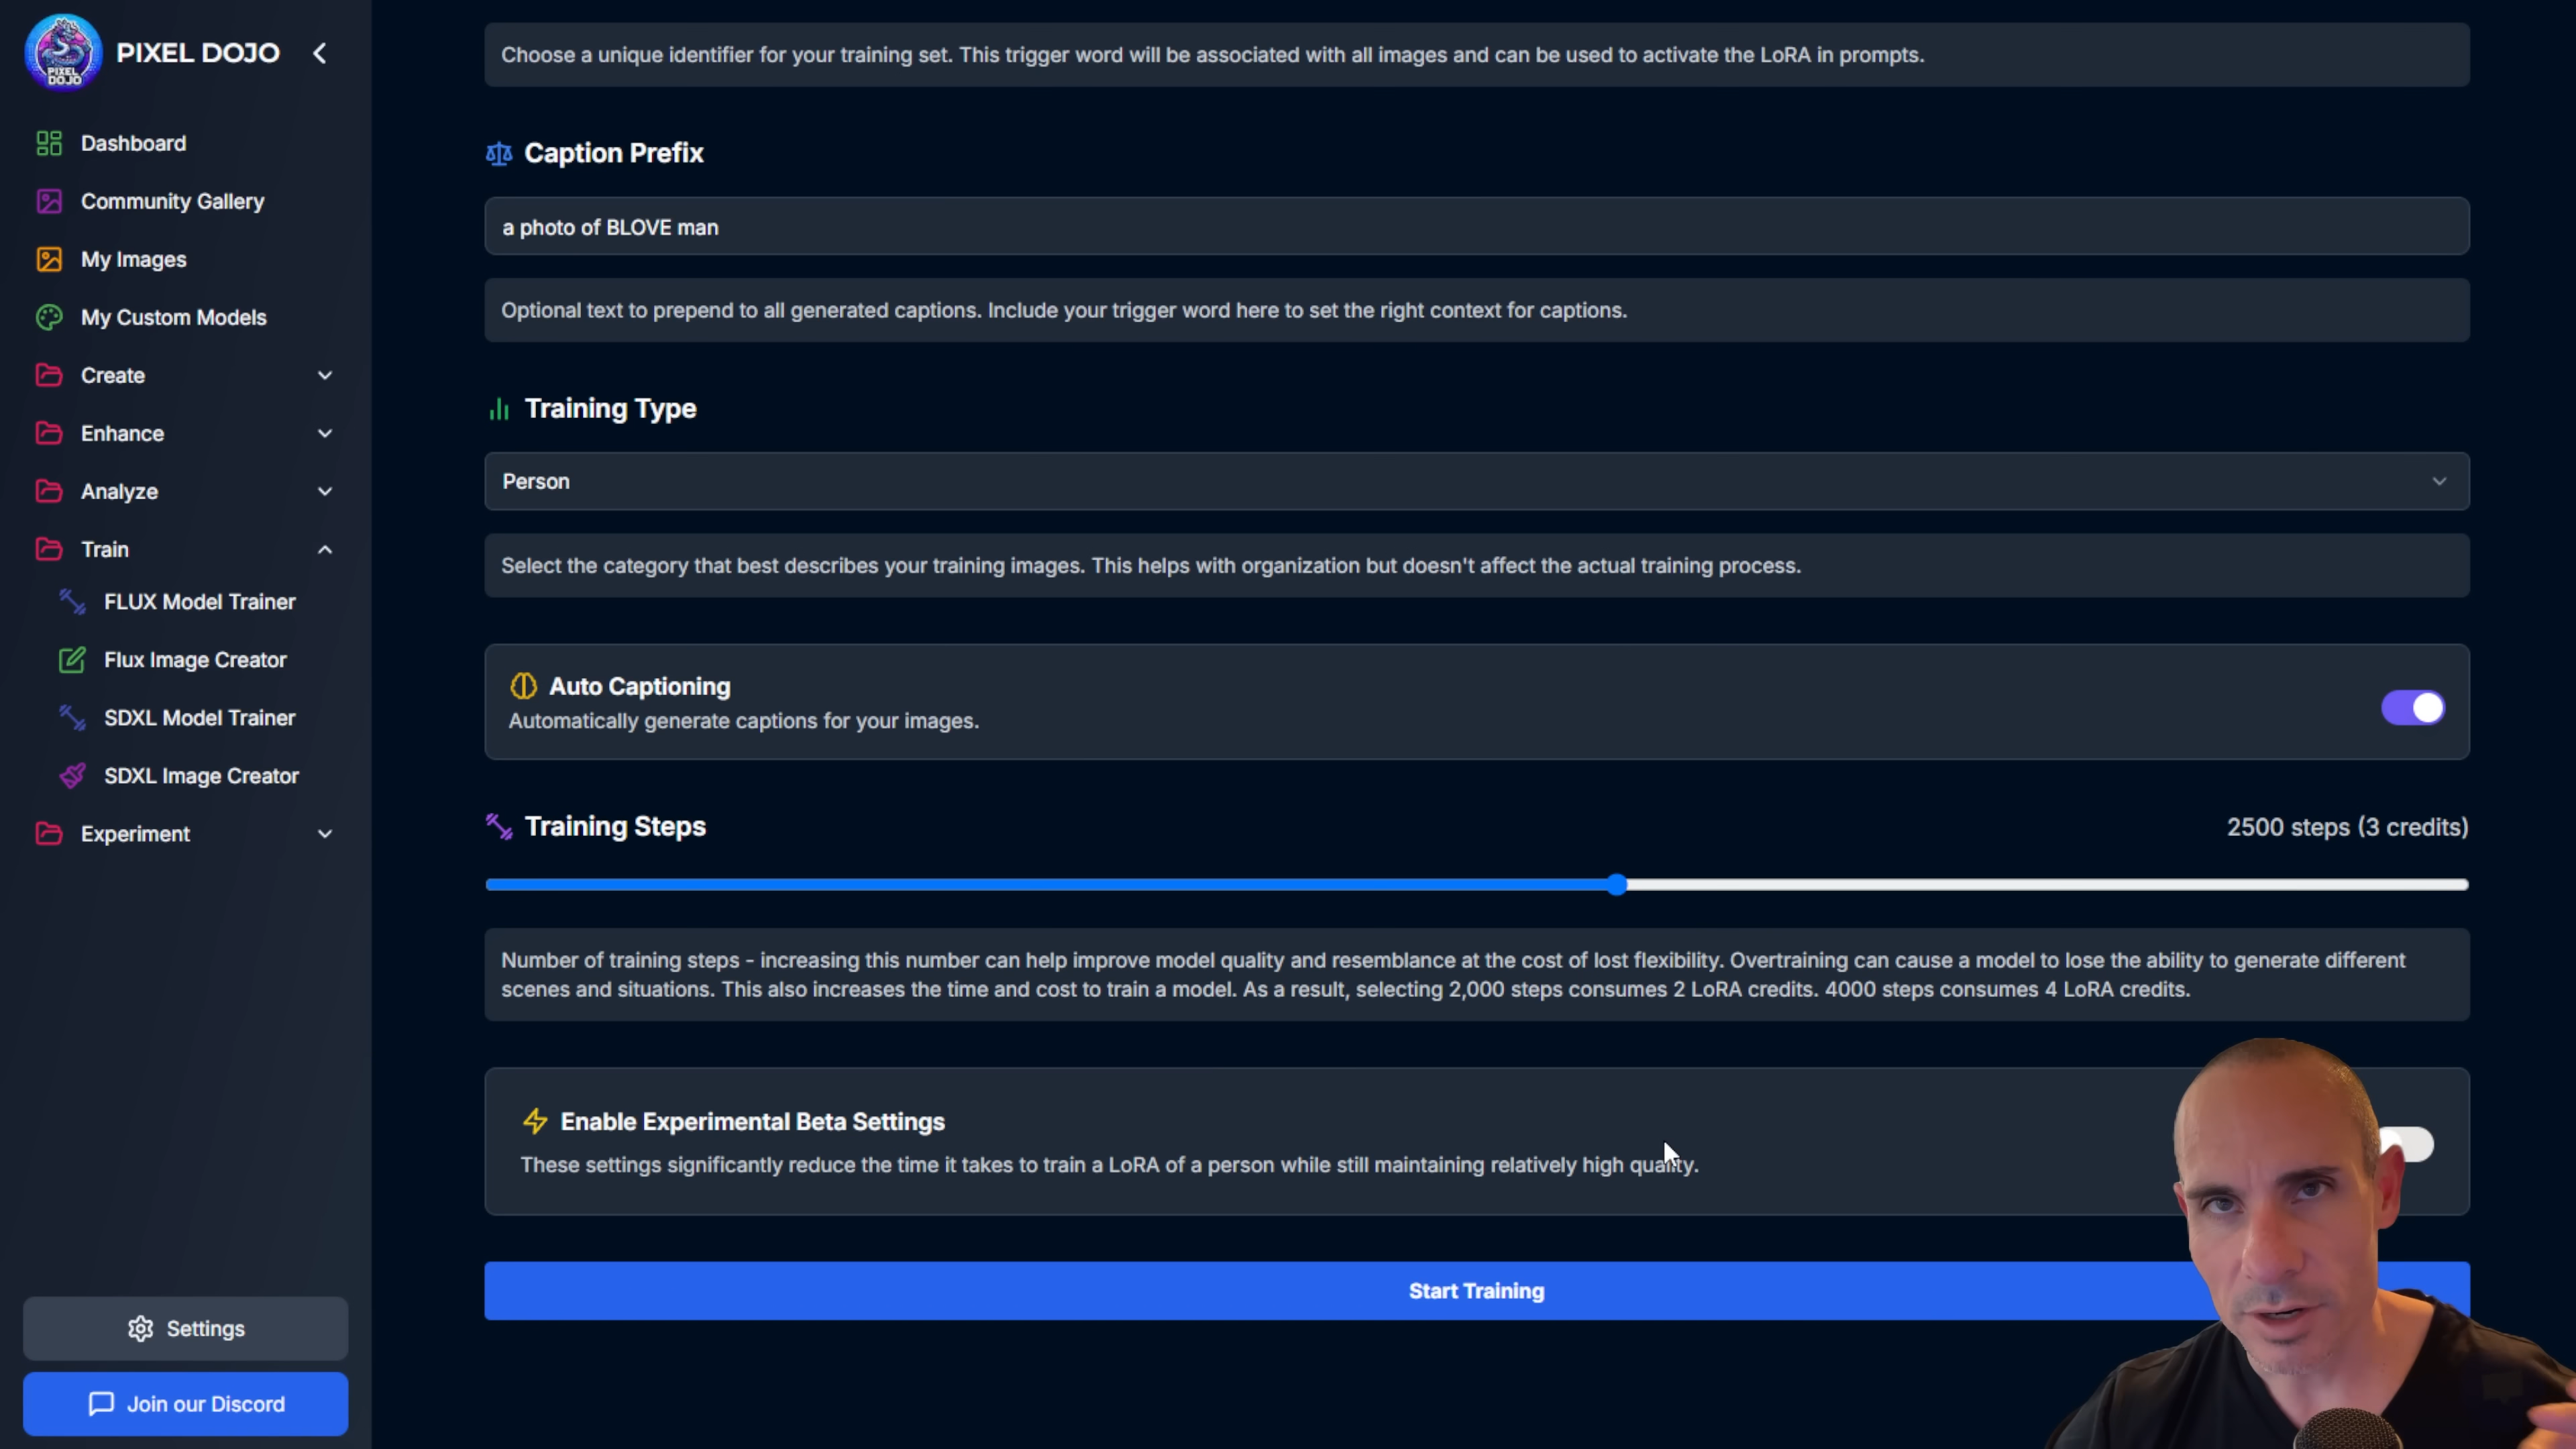 PIXEL DOJO
PIXEL DOJO
Dashboard
Community Gallery
My Images
My Custom Models
Create
Enhance
Analyze
Train
FLUX Model Trainer
Flux Image Creator
SDXL Model Trainer
SDXL Image Creator
Experiment
Settings
Join our Discord
Choose a unique identifier for your training set. This trigger word will be associated with all images and can be used to activate the LoRA in prompts.
Caption Prefix
a photo of BLOVE man
Optional text to prepend to all generated captions. Include your trigger word here to set the right context for captions.
Training Type
Person
Select the category that best describes your training images. This helps with organization but doesn't affect the actual training process.
Auto Captioning
Automatically generate captions for your images.
Training Steps
2500 steps (3 credits)
Number of training steps - increasing this number can help improve model quality and resemblance at the cost of lost flexibility. Overtraining can cause a model to lose the ability to generate different
scenes and situations. This also increases the time and cost to train a model. As a result, selecting 2,000 steps consumes 2 LoRA credits. 4000 steps consumes 4 LoRA credits.
Enable Experimental Beta Settings
These settings significantly reduce the time it takes to train a LoRA of a person while still maintaining relatively high quality.
Start Training